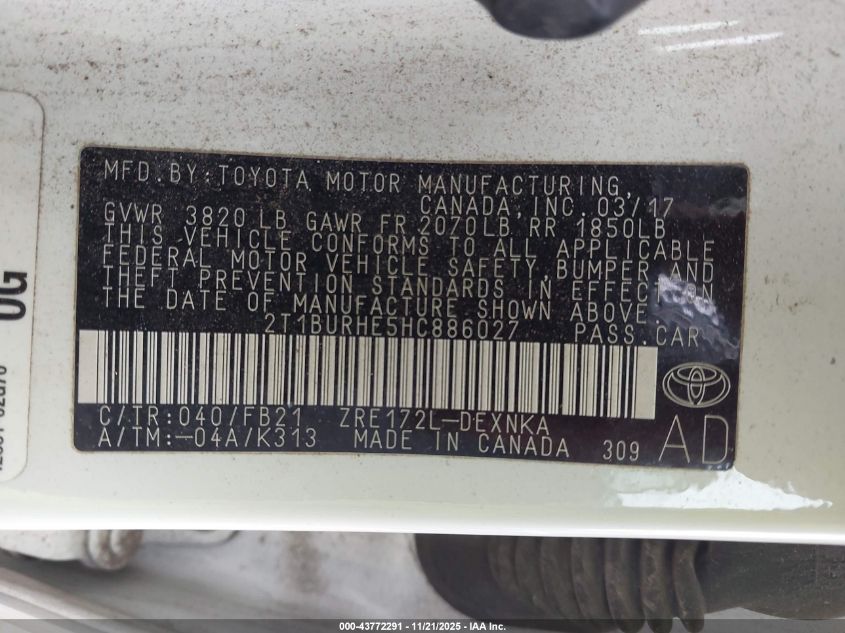 MFD.BY:TOYOTA MOTOR MANUFACTURING,
CANADA,INC.03/17
GVWR 3820 LB GAWR FR 2070LB RR 1850LB
THIS VEHICLE CONFORMS TO ALL APPLICABLE
FEDERAL MOTOR VEHICLE SAFETY,BUMPER AND
THEFT PREVENTION STANDARDS IN EFFECT ON
THE DATE OF MANUFACTURE SHOWN ABOVE.
2T1BURHE5HC886027 PASS.CAR
C/TR:040/FB21 ZRE172L-DEXNKA
A/TM:-04A/K313 MADE IN CANADA 309 AD
000-43772291 - 11/21/2025 - IAA Inc.